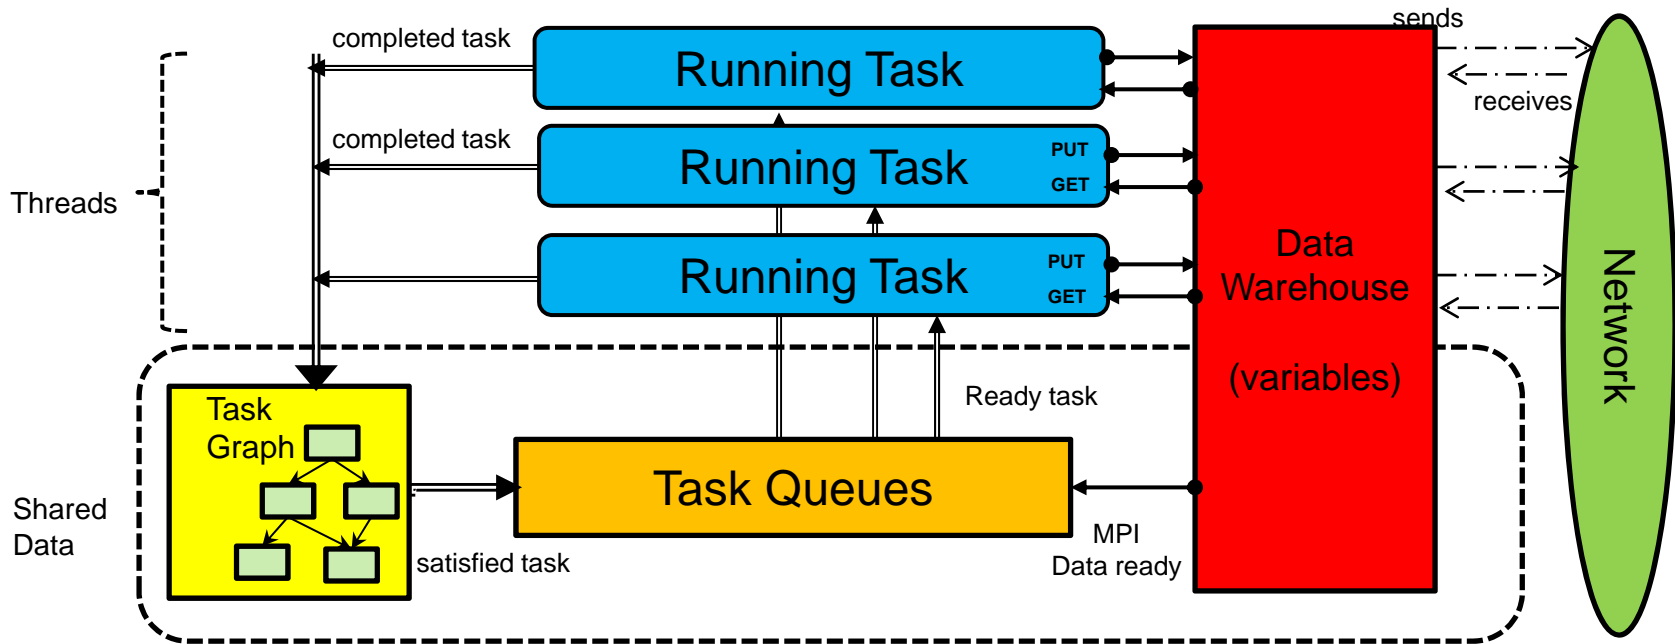 sends
completed task
Running Task
receives
completed task
Running Task
PUT
GET
Threads
Running Task
PUT
GET
Data
Warehouse
(variables)
Network
Ready task
Task
Graph
Task Queues
Shared
Data
satisfied task
MPI
Data ready